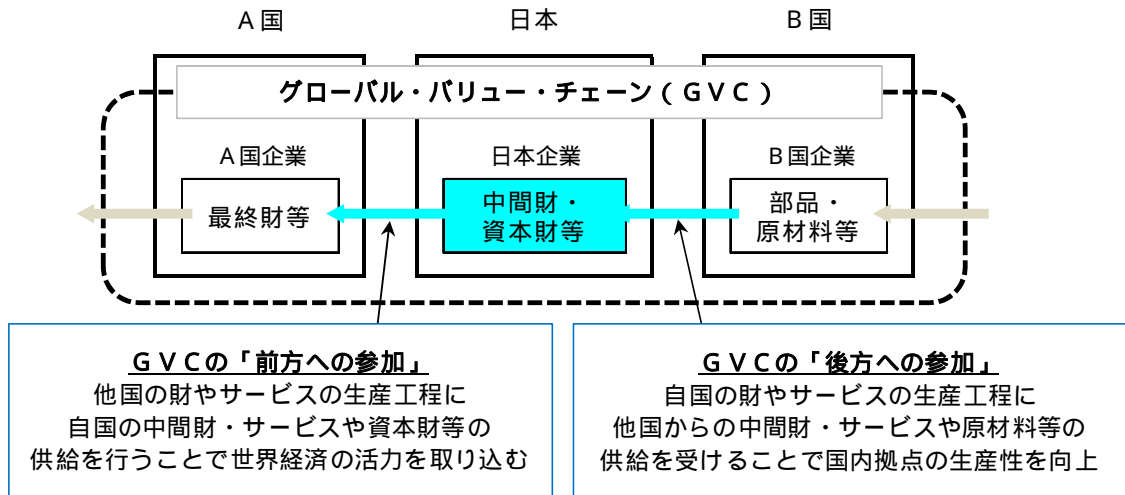 A国
日本
B国
グローバル・バリュー・チェーン(GVC)
A国企業
日本企業
B国企業
最終財等
中間財・
資本財等
部品・
原材料等
GVCの「前方への参加」
他国の財やサービスの生産工程に
自国の中間財・サービスや資本財等の
供給を行うことで世界経済の活力を取り込む
GVCの「後方への参加」
自国の財やサービスの生産工程に
他国からの中間財・サービスや原材料等の
供給を受けることで国内拠点の生産性を向上